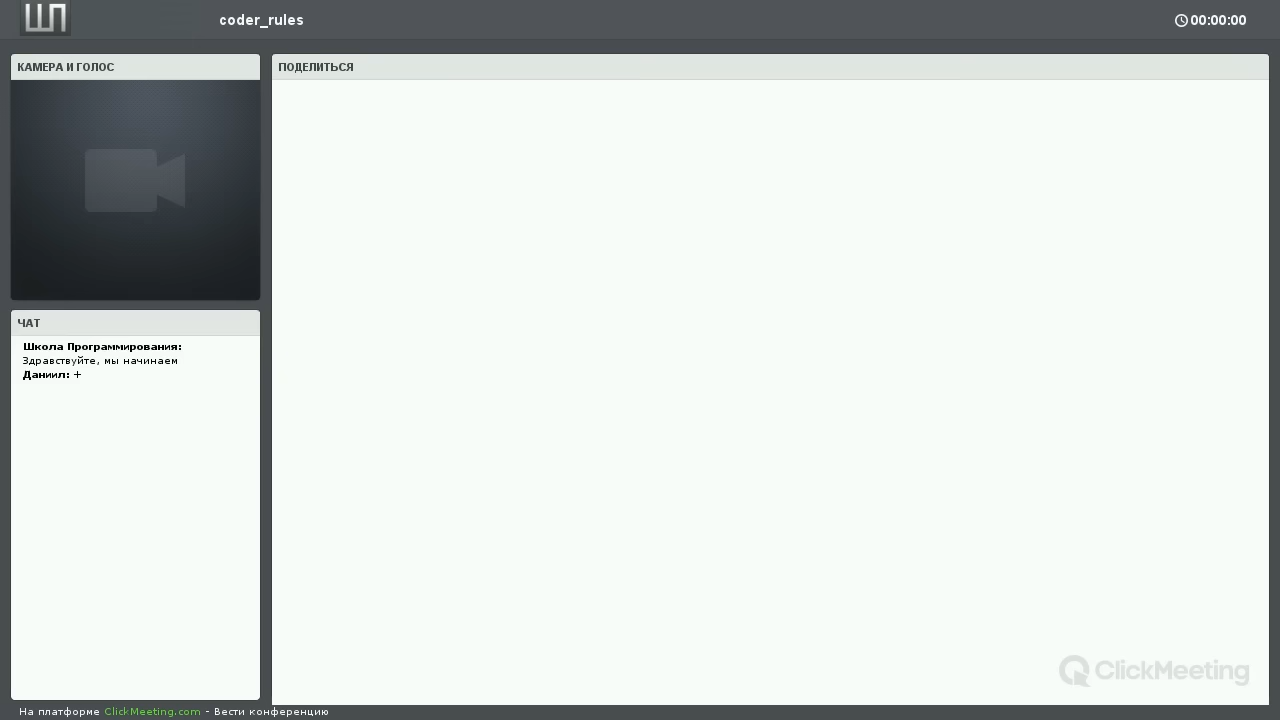 ШП
coder_rules
00:00:00
КАМЕРА И ГОЛОС
ПОДЕЛИТЬСЯ
ЧАТ
Школа Программирования:
Здравствуйте, мы начинаем
Даниил: +
ClickMeeting
На платформе ClickMeeting.com - Вести конференцию